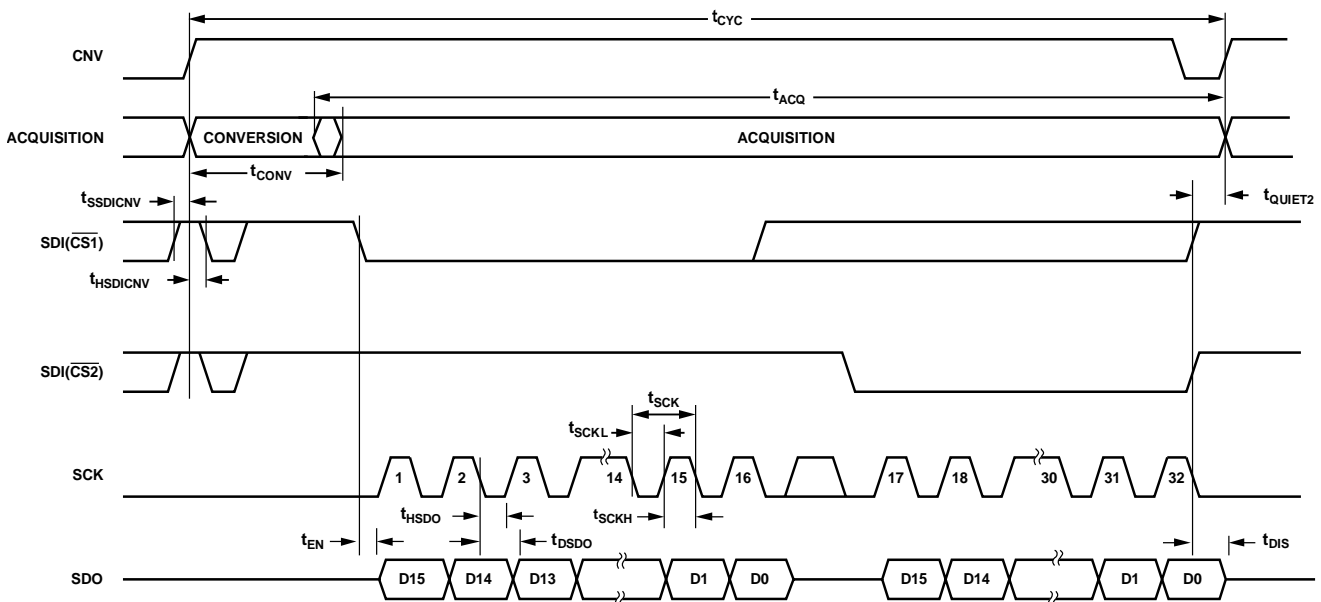 tCYC
CNV
tACQ
ACQUISITION CONVERSION ACQUISITION
tCONV
tSSDICNV tQUIET2
SDI(CS1)
tHSDICNV
SDI(CS2)
tSCK
tSCKL
SCK 1 2 3 14 15 16 17 18 30 31 32
tHSDO tSCKH
tEN tDSDO tDIS
SDO D15 D14 D13 D1 D0 D15 D14 D1 D0